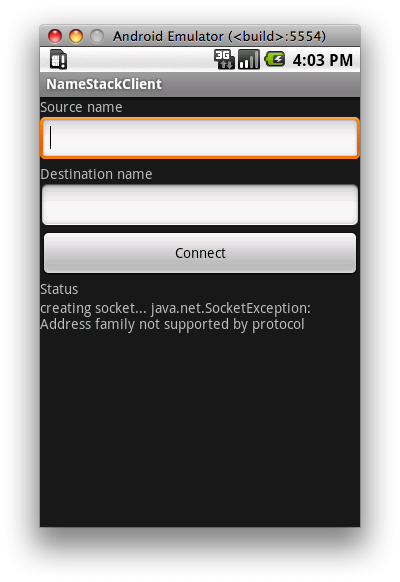 Android Emulator (<build>:5554)
3G 4:03 PM
NameStackClient
Source name
Destination name
Connect
Status
creating socket... java.net.SocketException:
Address family not supported by protocol